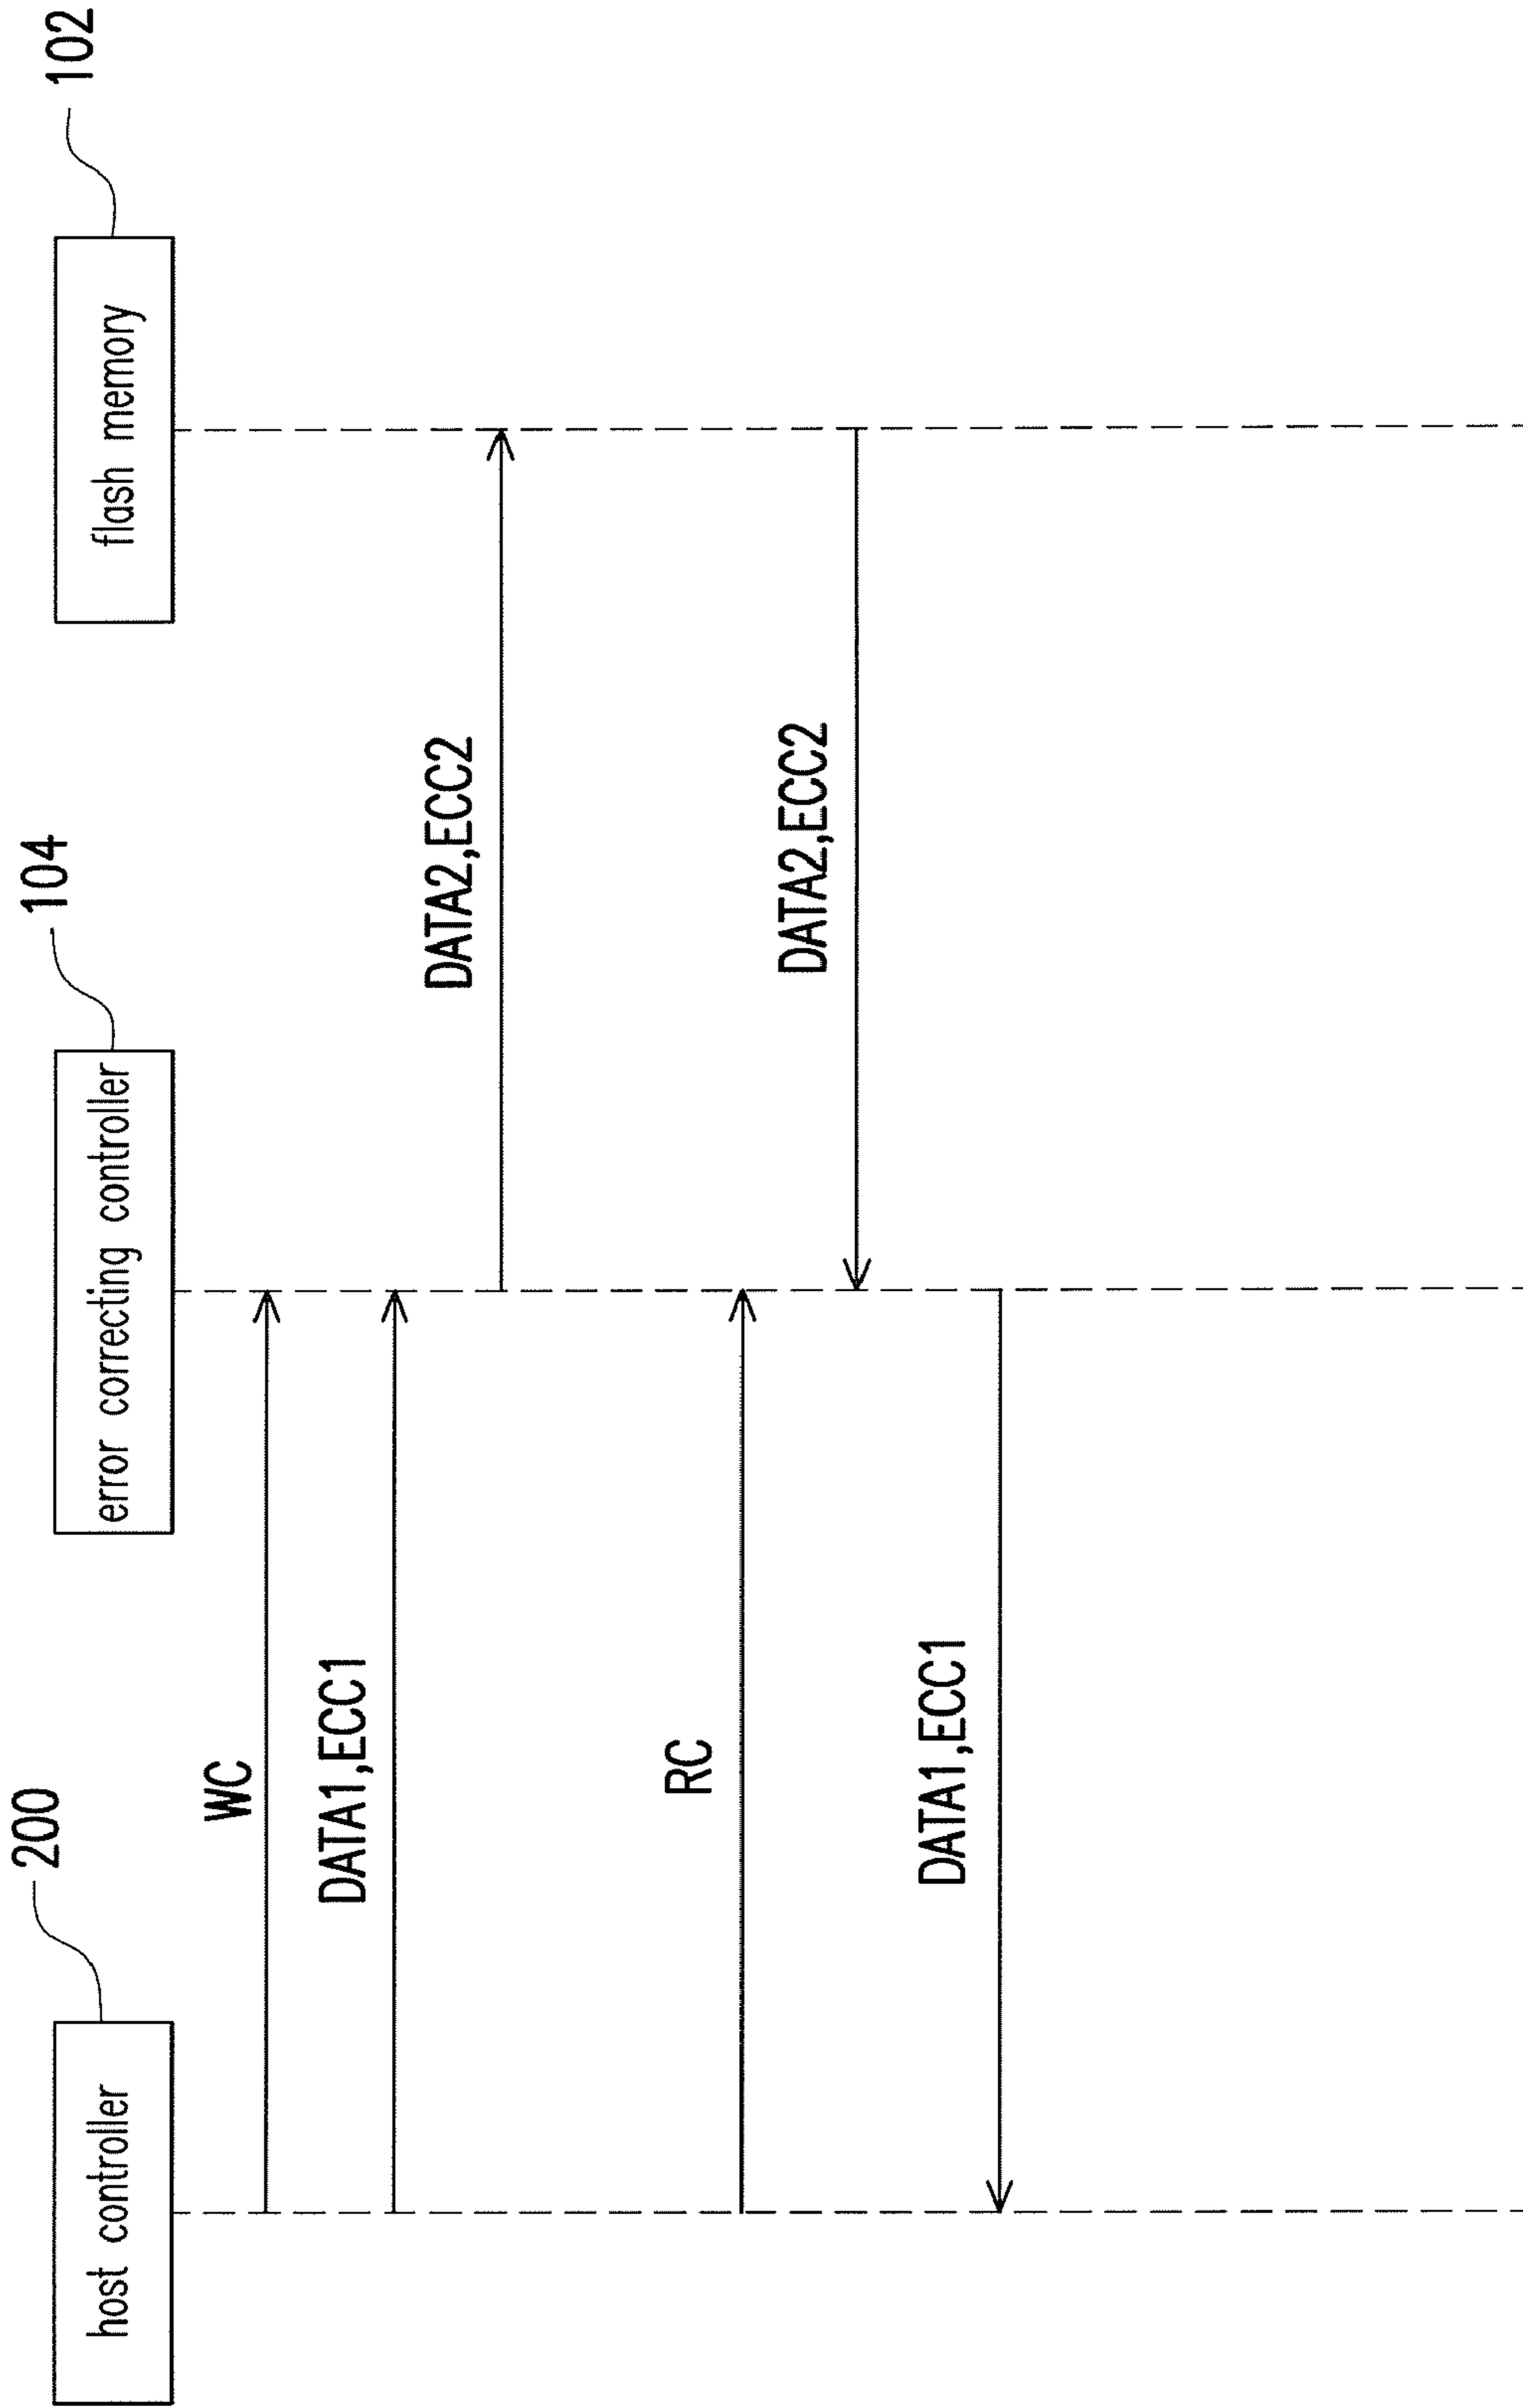 200
104
102
host controller
error correcting controller
flash memory
WC
DATA1,ECC1
DATA2,ECC2
RC
DATA2,ECC2
DATA1,ECC1